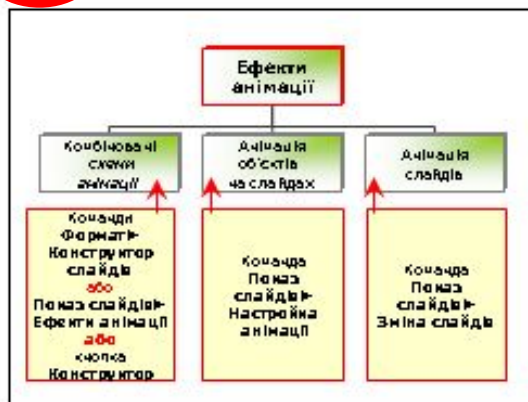 Ефекти
анімації
Комбіновані
схеми
анімації
Анімація
об'єктів
на слайдах
Анімація
слайдів
Команди
Формат▸
Конструктор
слайдів
або
Показ слайдів▸
Ефекти анімації
або
кнопка
Конструктор
Команда
Показ
слайдів▸
Настройка
анімації
Команда
Показ
слайдів▸
Зміна слайдів